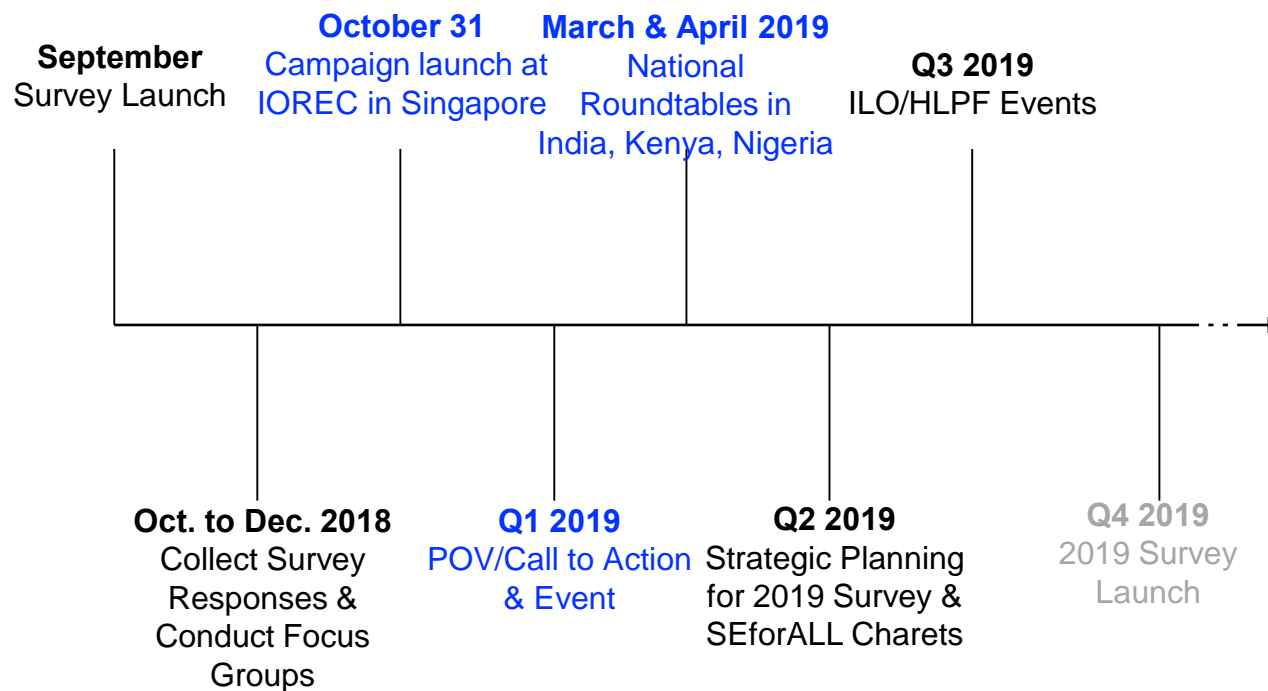 September
Survey Launch
October 31
Campaign launch at
IOREC in Singapore
March & April 2019
National
Roundtables in
India, Kenya, Nigeria
Q3 2019
ILO/HLPF Events
Oct. to Dec. 2018
Collect Survey
Responses &
Conduct Focus
Groups
Q1 2019
POV/Call to Action
& Event
Q2 2019
Strategic Planning
for 2019 Survey &
SEforALL Charets
Q4 2019
2019 Survey
Launch